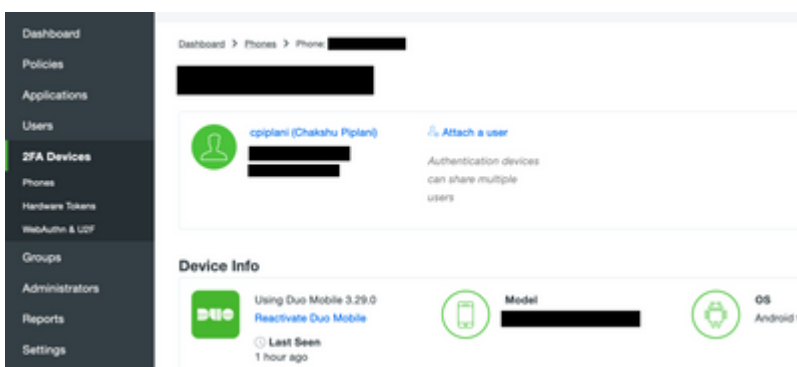 Dashboard
Policies
Applications
Users
2FA Devices
Phones
Hardware Tokens
WebAuthn & U2F
Groups
Administrators
Reports
Settings
Dashboard > Phones > Phone:
cpiplani (Chakshu Piplani)
Attach a user
Authentication devices
can share multiple
users
Device Info
DUO
Using Duo Mobile 3.29.0
Reactivate Duo Mobile
Last Seen
1 hour ago
Model
OS
Android